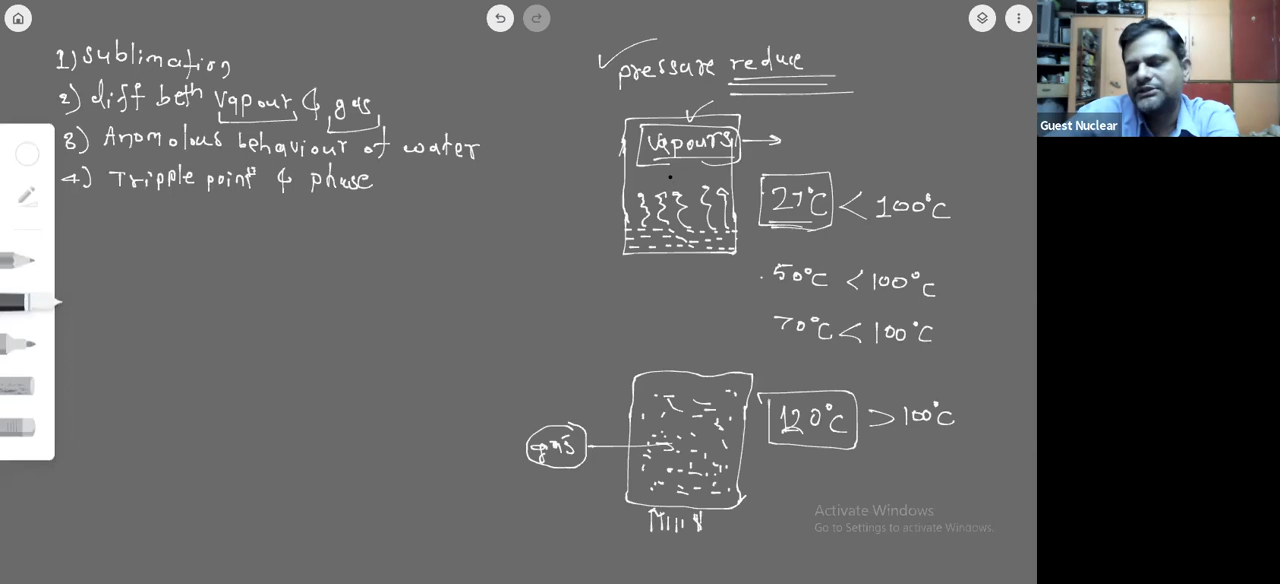 1) Sublimation
2) diff beth vapour & gas
3) Anomolous behaviour of water
4) Tripple point & phase
pressure reduce
vapours
27°C < 100°C
50°C < 100°C
70°C < 100°C
gas
120°C > 100°C
Activate Windows
Go to Settings to activate Windows.
Guest Nuclear